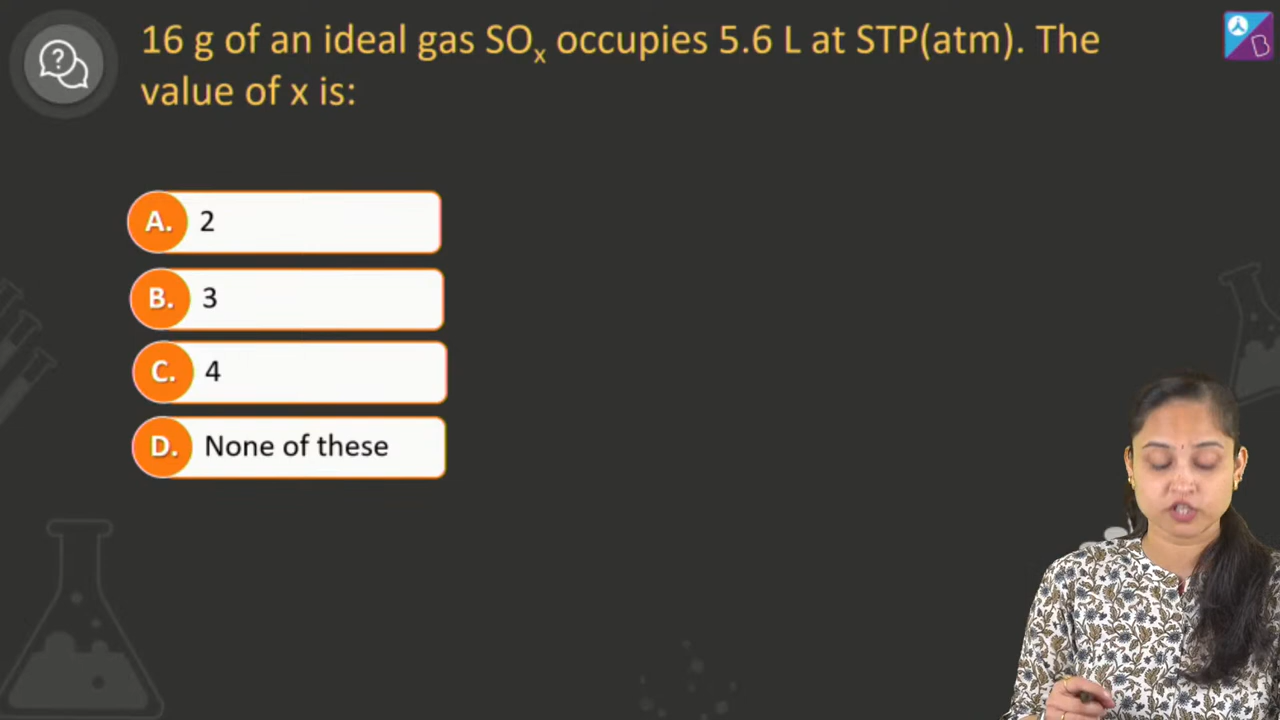 16 g of an ideal gas SOₓ occupies 5.6 L at STP(atm). The
value of x is:
A. 2
B. 3
C. 4
D. None of these
?
B